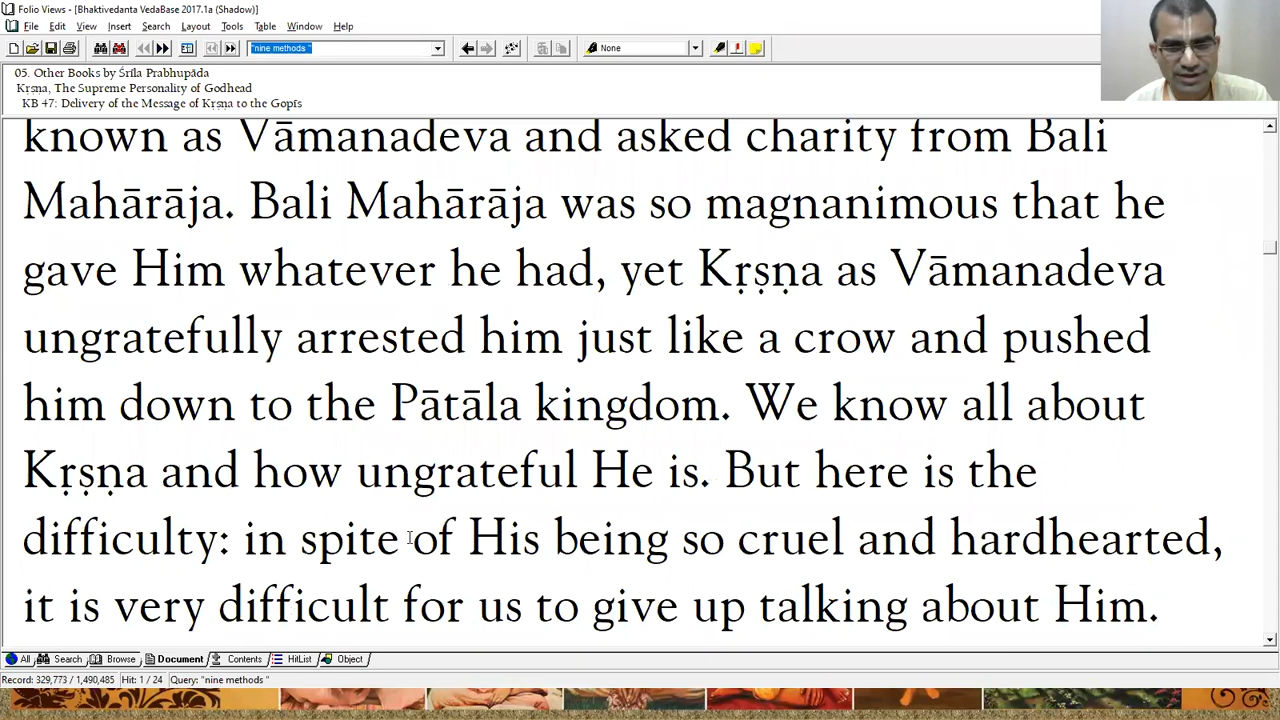 Folio Views - [Bhaktivedanta VedaBase 2017.1a (Shadow)]
File Edit View Insert Search Layout Tools Table Window Help
"nine methods " None
05. Other Books by Śrīla Prabhupāda
Kṛṣṇa, The Supreme Personality of Godhead
KB 47: Delivery of the Message of Kṛṣṇa to the Gopīs
known as Vāmanadeva and asked charity from Bali
Mahārāja. Bali Mahārāja was so magnanimous that he
gave Him whatever he had, yet Kṛṣṇa as Vāmanadeva
ungratefully arrested him just like a crow and pushed
him down to the Pātāla kingdom. We know all about
Kṛṣṇa and how ungrateful He is. But here is the
difficulty: in spite of His being so cruel and hardhearted,
it is very difficult for us to give up talking about Him.
All Search Browse Document Contents HitList Object
Record: 329,773 / 1,490,485 Hit: 1 / 24 Query: "nine methods "